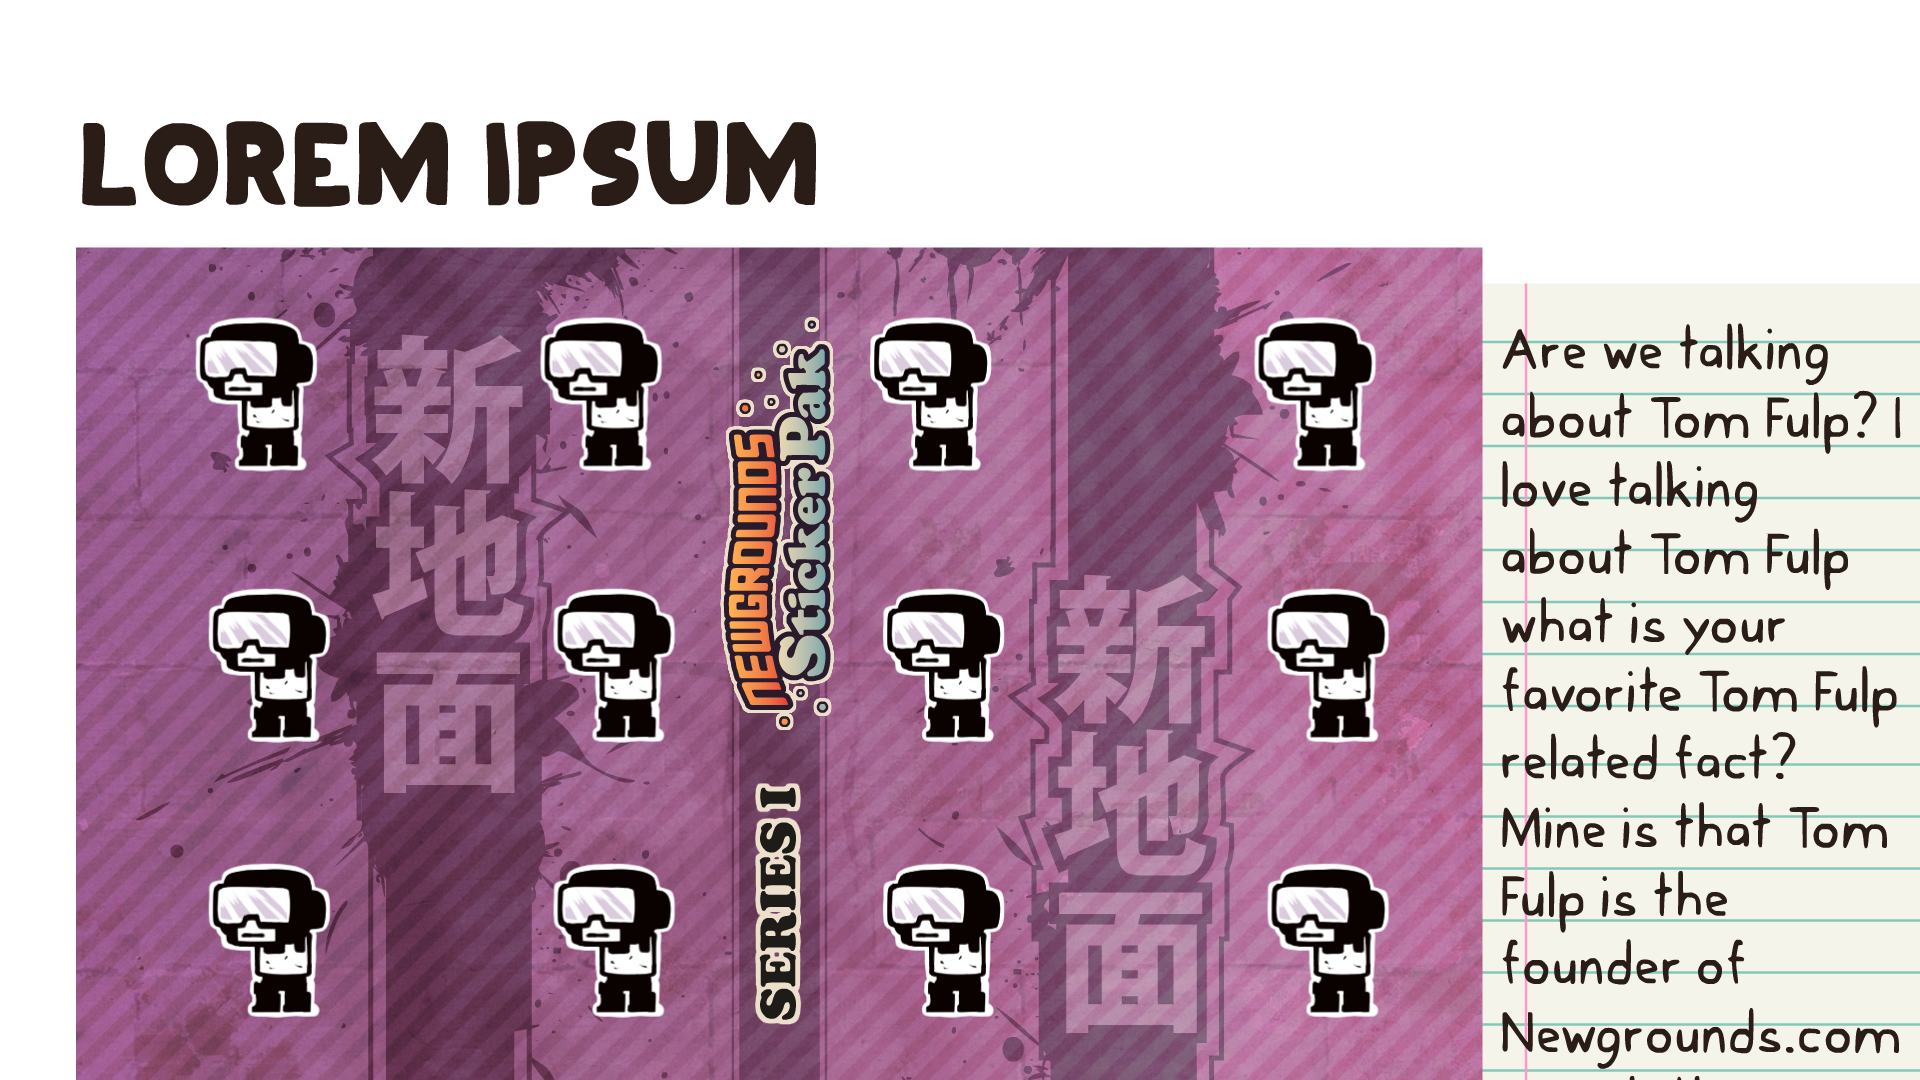 LOREM IPSUM
新
地
面
NEWGROUNDS
StickerPak
SERIES 1
新
地
面
Are we talking
about Tom Fulp? I
love talking
about Tom Fulp
what is your
favorite Tom Fulp
related fact?
Mine is that Tom
Fulp is the
founder of
Newgrounds.com